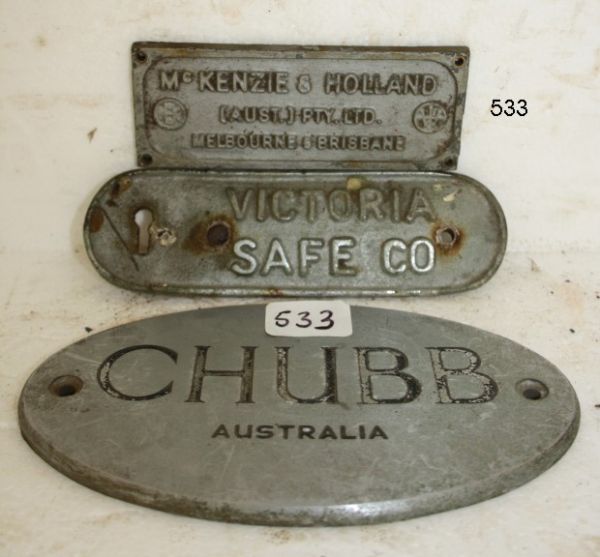 McKENZIE & HOLLAND
(AUST.) PTY. LTD.
MELBOURNE & BRISBANE
533
VICTORIA
SAFE CO
533
CHUBB
AUSTRALIA